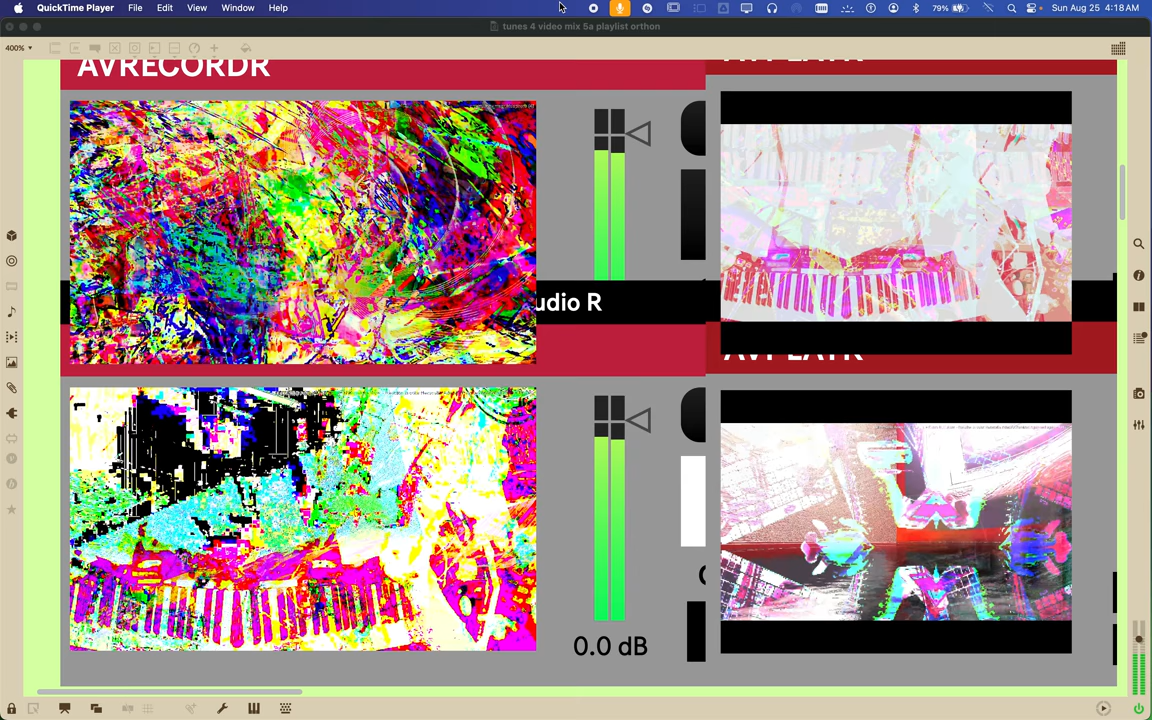 QuickTime Player File Edit View Window Help 79% Sun Aug 25 4:18 AM
tunes 4 video mix 5a playlist orthon
400%
AVRECORDR
udio R
0.0 dB